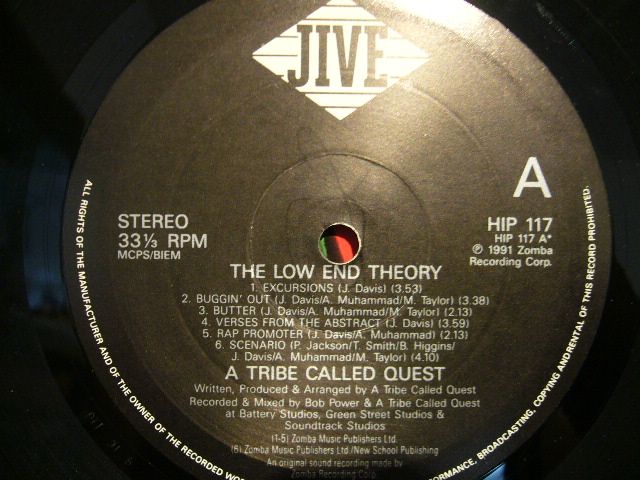 JIVE
A
STEREO
33⅓ RPM
MCPS/BIEM
HIP 117
HIP 117 A*
℗ 1991 Zomba
Recording Corp.
THE LOW END THEORY
1. EXCURSIONS (J. Davis) (3.53)
2. BUGGIN' OUT (J. Davis/A. Muhammad/M. Taylor) (3.38)
3. BUTTER (J. Davis/A. Muhammad/M. Taylor) (2.13)
4. VERSES FROM THE ABSTRACT (J. Davis) (3.59)
5. RAP PROMOTER (J. Davis/A. Muhammad) (2.13)
6. SCENARIO (P. Jackson/T. Smith/B. Higgins/
J. Davis/A. Muhammad/M. Taylor) (4.10)
A TRIBE CALLED QUEST
Written, Produced & Arranged by A Tribe Called Quest
Recorded & Mixed by Bob Power & A Tribe Called Quest
at Battery Studios, Green Street Studios &
Soundtrack Studios
(1-5) Zomba Music Publishers Ltd.
(6) Zomba Music Publishers Ltd/New School Publishing
An original sound recording made by
Zomba Recording Corp.
ALL RIGHTS OF THE MANUFACTURER AND OF THE OWNER OF THE RECORDED
BROADCASTING, COPYING AND RENTAL OF THIS RECORD PROHIBITED.